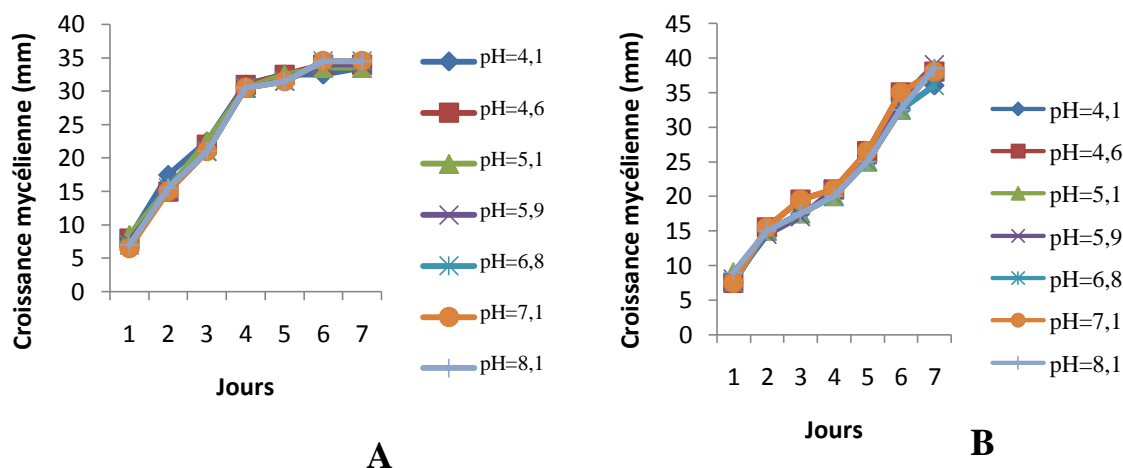 Croissance mycélienne (mm)
40
35
30
25
20
15
10
5
0
1 2 3 4 5 6 7
Jours
pH=4,1
pH=4,6
pH=5,1
pH=5,9
pH=6,8
pH=7,1
pH=8,1
A
Croissance mycélienne (mm)
45
40
35
30
25
20
15
10
5
0
1 2 3 4 5 6 7
Jours
pH=4,1
pH=4,6
pH=5,1
pH=5,9
pH=6,8
pH=7,1
pH=8,1
B